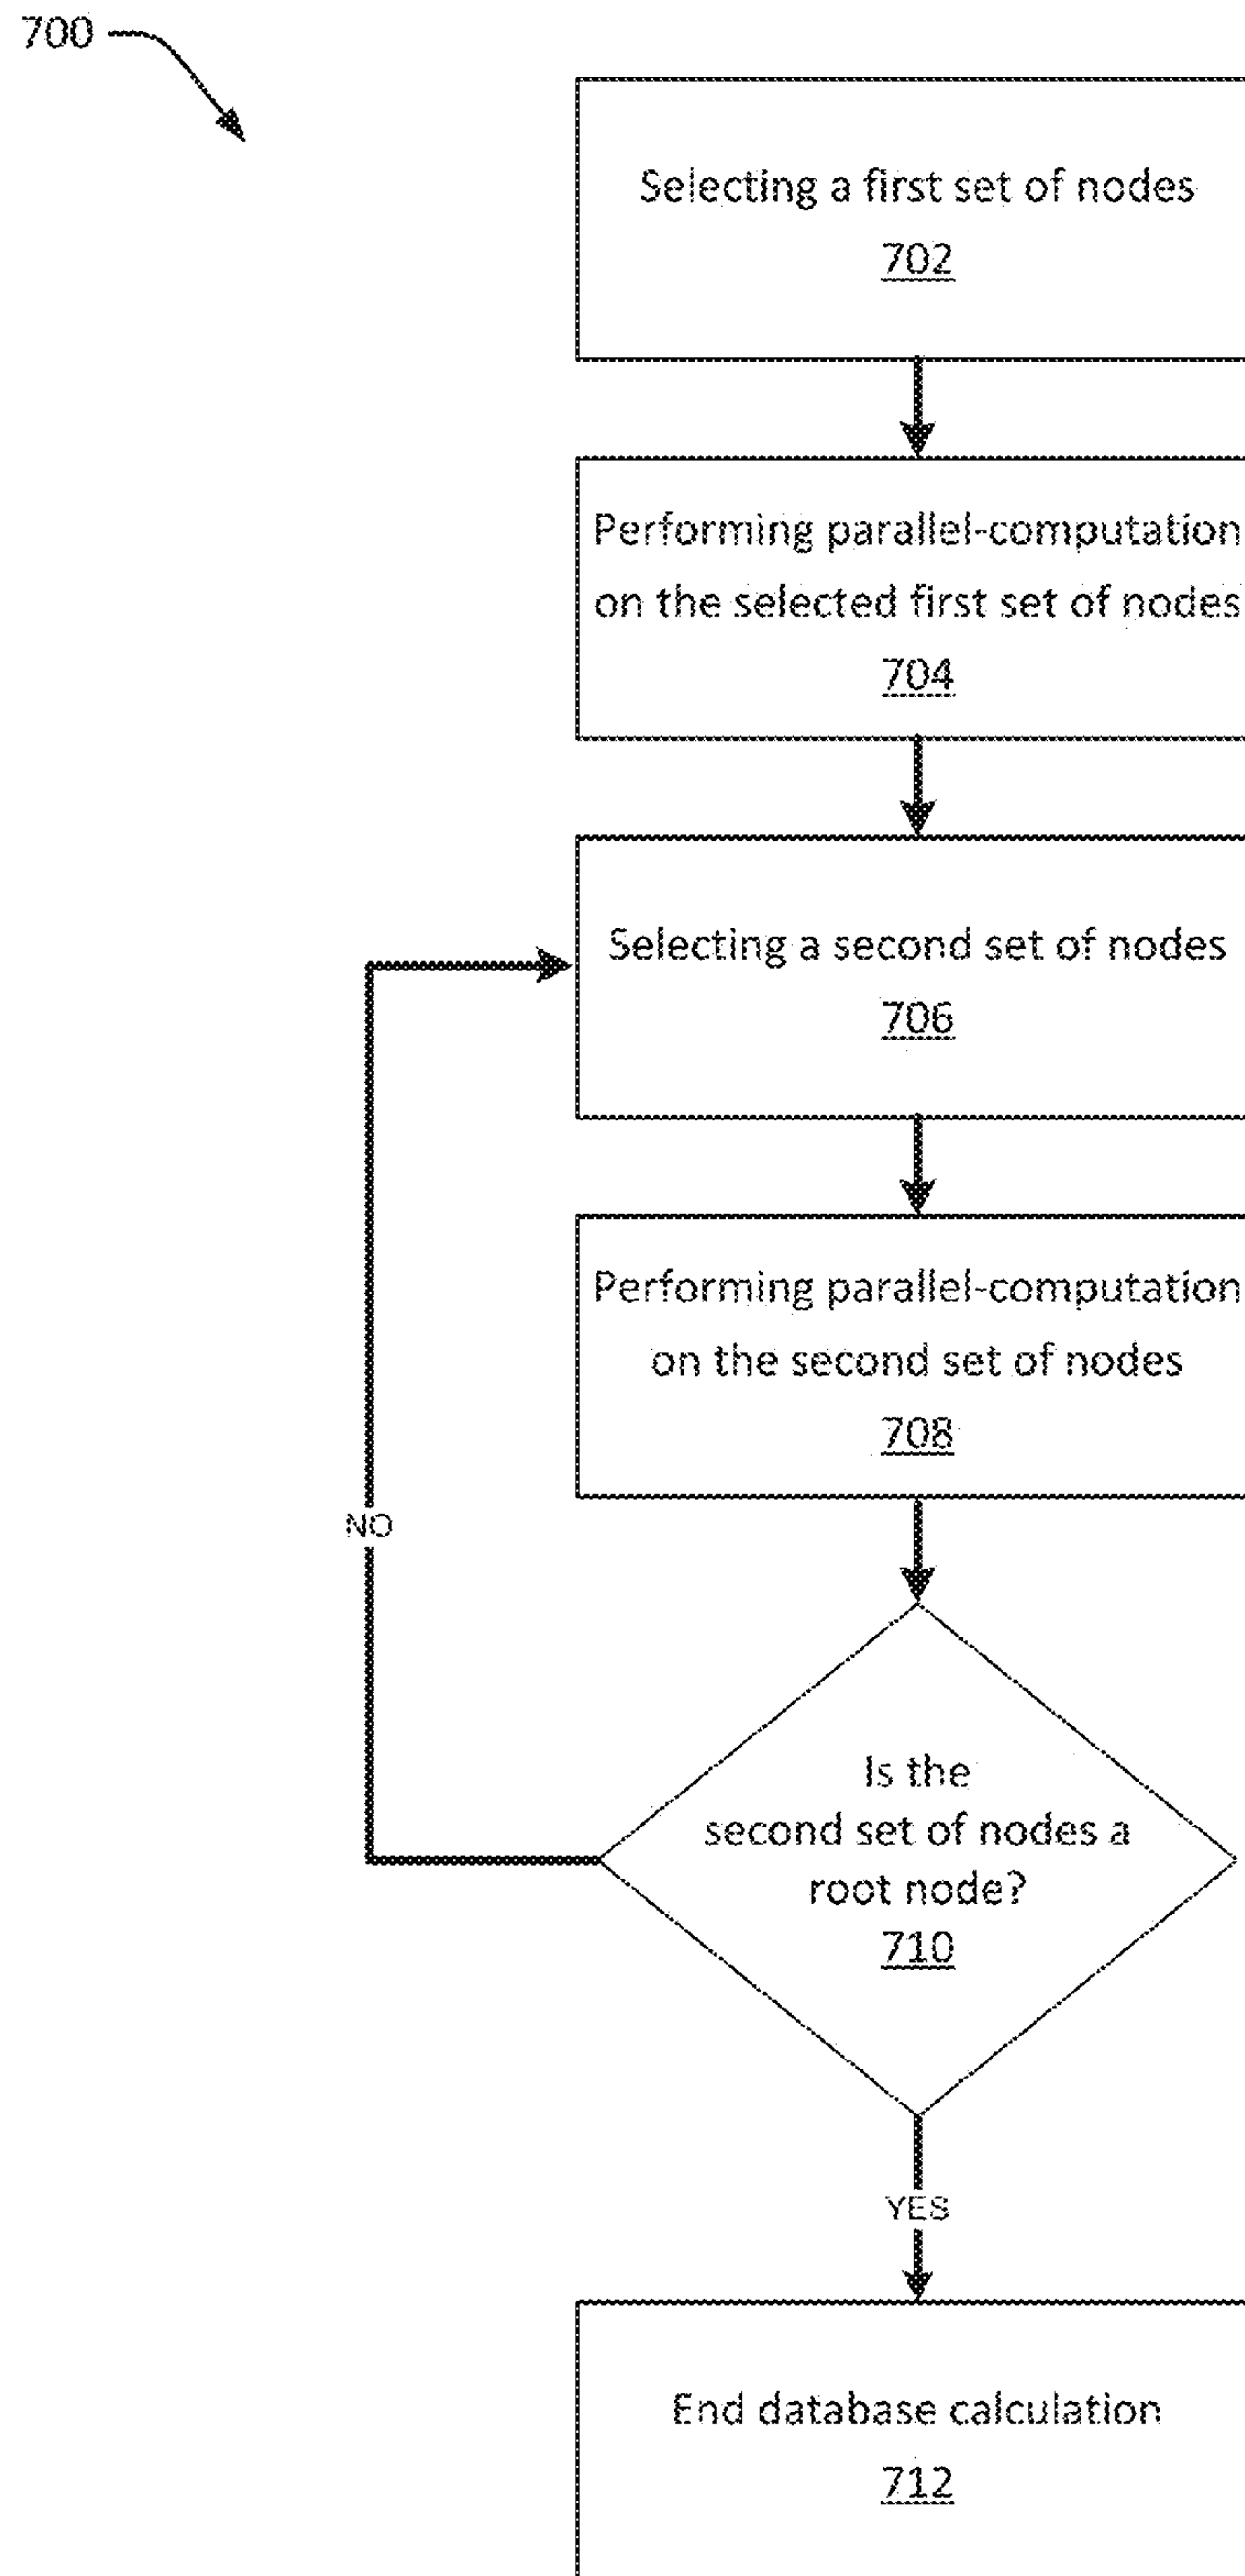 700
Selecting a first set of nodes
702
Performing parallel-computation
on the selected first set of nodes
704
Selecting a second set of nodes
706
Performing parallel-computation
on the second set of nodes
708
NO
Is the
second set of nodes a
root node?
710
YES
End database calculation
712